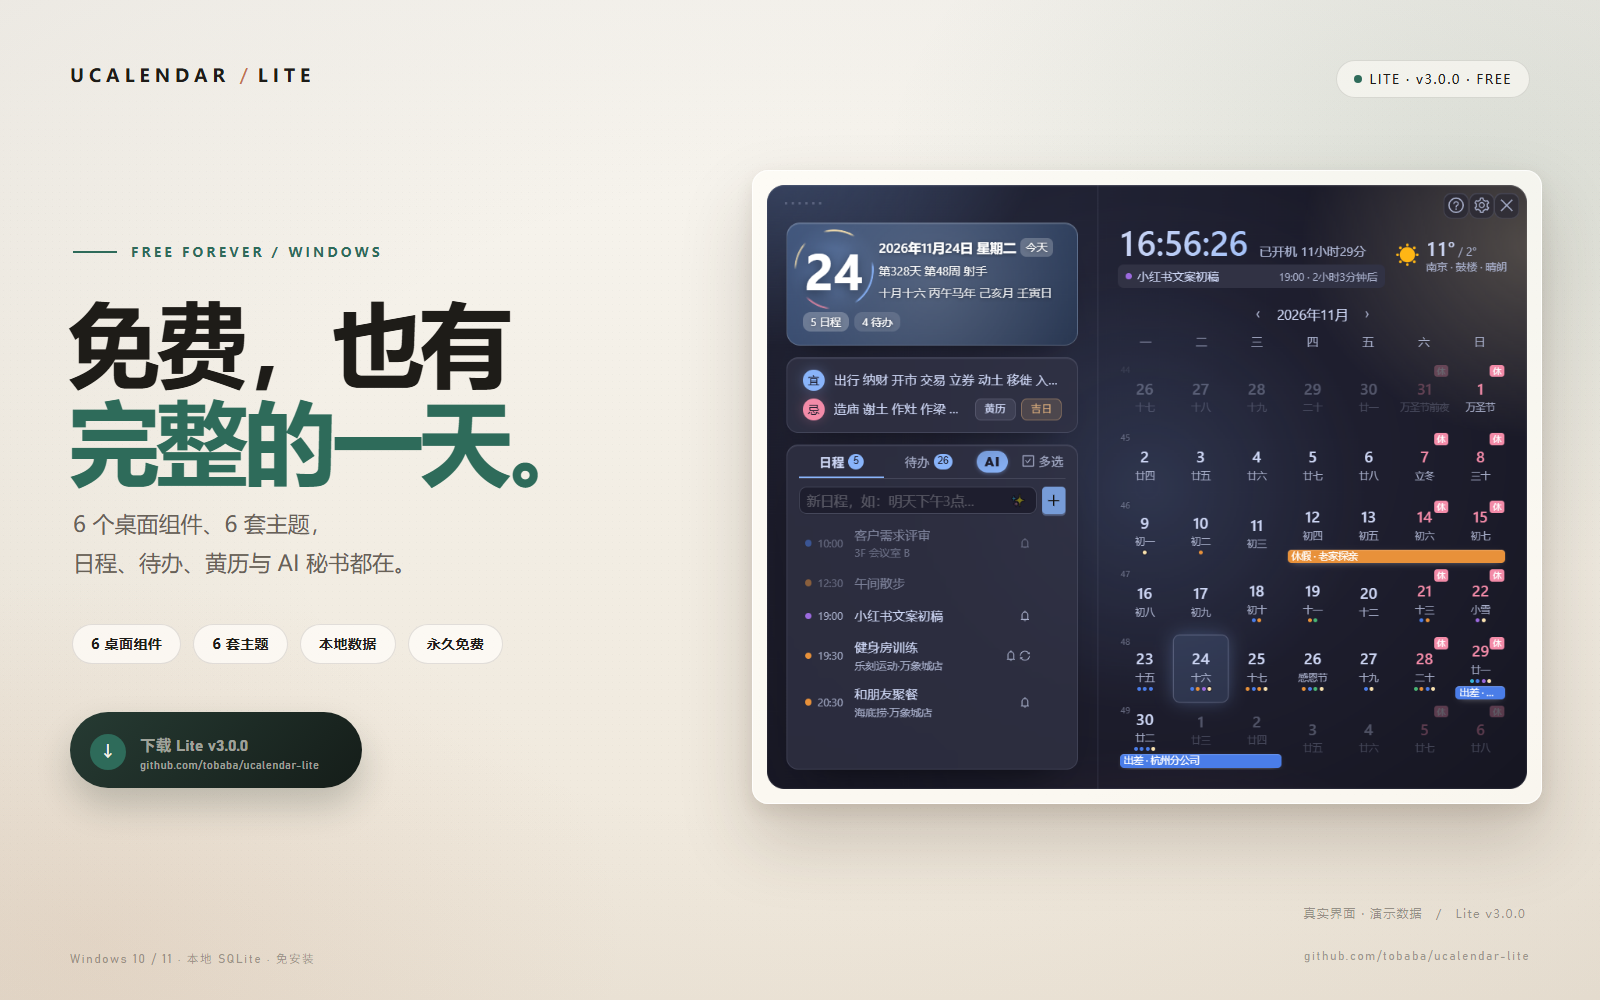 UCALENDAR / LITE
LITE · v3.0.0 · FREE
FREE FOREVER / WINDOWS
免费，也有
完整的一天。
6 个桌面组件、6 套主题，
日程、待办、黄历与 AI 秘书都在。
6 桌面组件
6 套主题
本地数据
永久免费
↓
下载 Lite v3.0.0
github.com/tobaba/ucalendar-lite
Windows 10 / 11 · 本地 SQLite · 免安装
24
2026年11月24日 星期二 今天
第328天 第48周 射手
十月十六 丙午马年 己亥月 壬寅日
5 日程 4 待办
宜 出行 纳财 开市 交易 立券 动土 移徙 入...
忌 造庙 谢土 作灶 作梁 ... 黄历 吉日
日程 5 待办 26 AI 多选
新日程，如：明天下午3点... +
10:00 客户需求评审
3F 会议室 B
12:30 午间散步
19:00 小红书文案初稿
19:30 健身房训练
乐刻运动·万象城店
20:30 和朋友聚餐
海底捞·万象城店
16:56:26 已开机 11小时29分
11° / 2°
南京 · 鼓楼 · 晴朗
小红书文案初稿 19:00 · 2小时3分钟后
‹ 2026年11月 ›
一 二 三 四 五 六 日
44 休 休
26 27 28 29 30 31 1
十七 十八 十九 二十 廿一 万圣节前夜 万圣节
45 休 休
2 3 4 5 6 7 8
廿四 廿五 廿六 廿七 廿八 立冬 三十
46 休 休
9 10 11 12 13 14 15
初一 初二 初三 初四 初五 初六 初七
休假 · 老家探亲
47 休 休
16 17 18 19 20 21 22
初八 初九 初十 十一 十二 十三 小雪
48 休 休
23 24 25 26 27 28 29
十五 十六 十七 感恩节 十九 二十 廿一
出差 · ...
49 休 休
30 1 2 3 4 5 6
廿二 廿三 廿四 廿五 廿六 廿七 廿八
出差 · 杭州分公司
真实界面 · 演示数据 / Lite v3.0.0
github.com/tobaba/ucalendar-lite